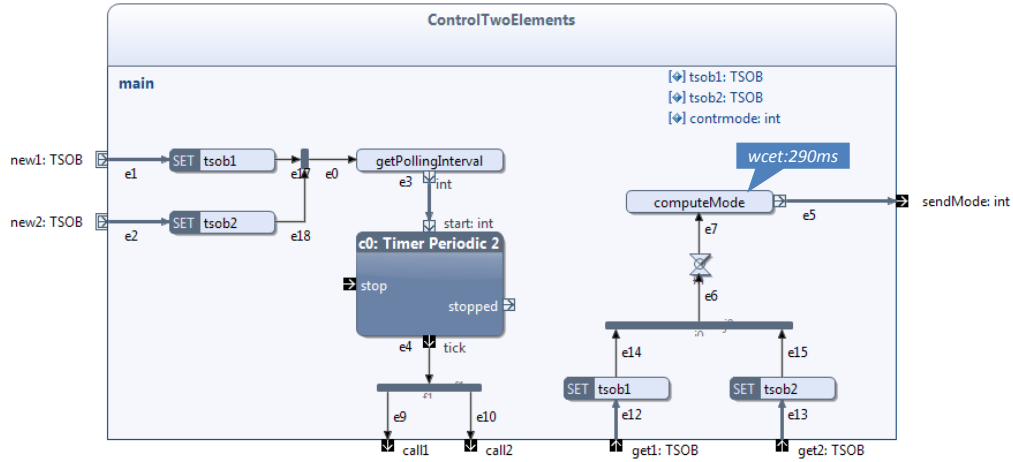 ControlTwoElements
main
tsob1: TSOB
tsob2: TSOB
contrmode: int
new1: TSOB
e1
SET tsob1
e17
e0
getPollingInterval
e3
int
wcet:290ms
computeMode
e5
sendMode: int
new2: TSOB
e2
SET tsob2
e18
start: int
e7
c0: Timer Periodic 2
stop
stopped
e6
e4
tick
e14
e15
SET tsob1
SET tsob2
e9
e10
e12
e13
call1
call2
get1: TSOB
get2: TSOB